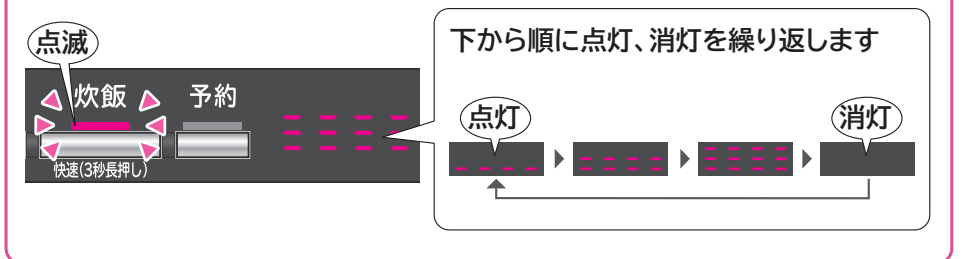 点滅
炊飯
予約
快速(3秒長押し)
下から順に点灯、消灯を繰り返します
点灯
消灯